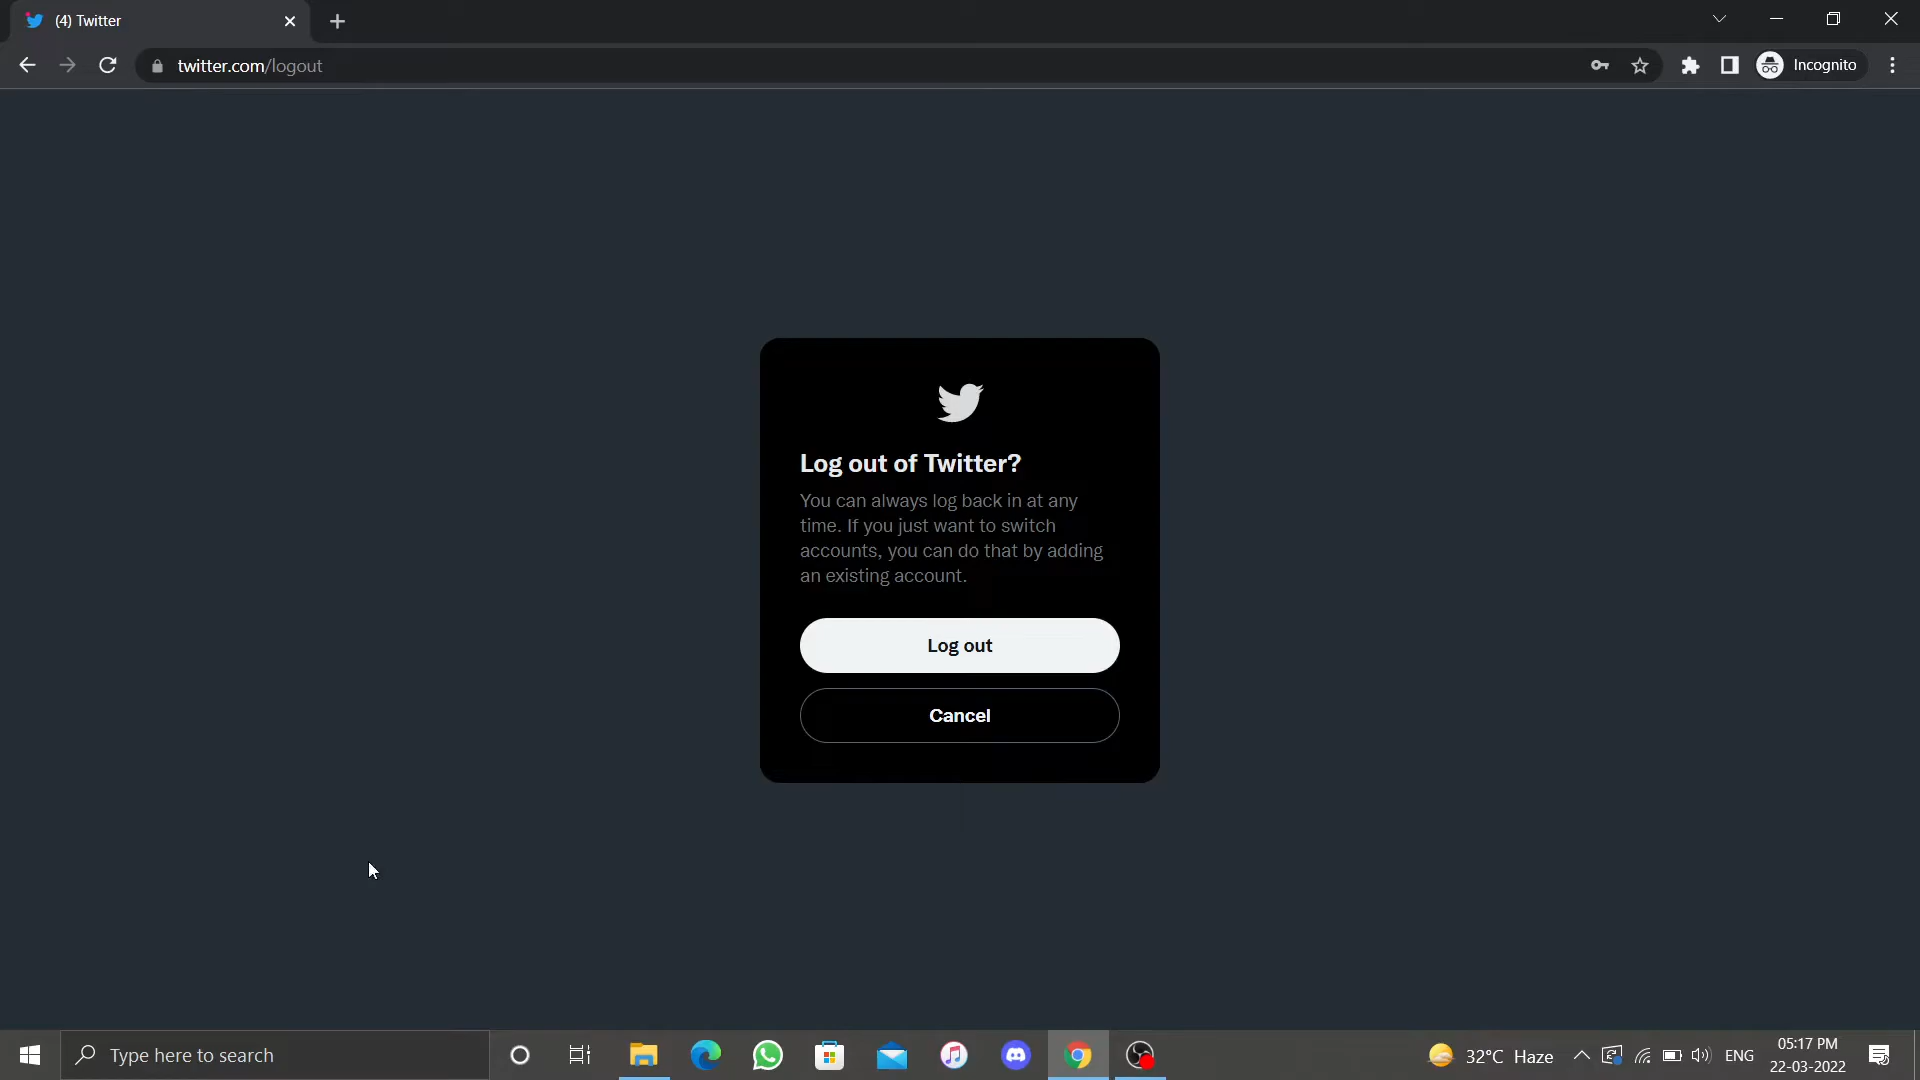 (4) Twitter
twitter.com/logout
Incognito
Log out of Twitter?
You can always log back in at any
time. If you just want to switch
accounts, you can do that by adding
an existing account.
Log out
Cancel
Type here to search
32°C Haze
ENG
05:17 PM
22-03-2022